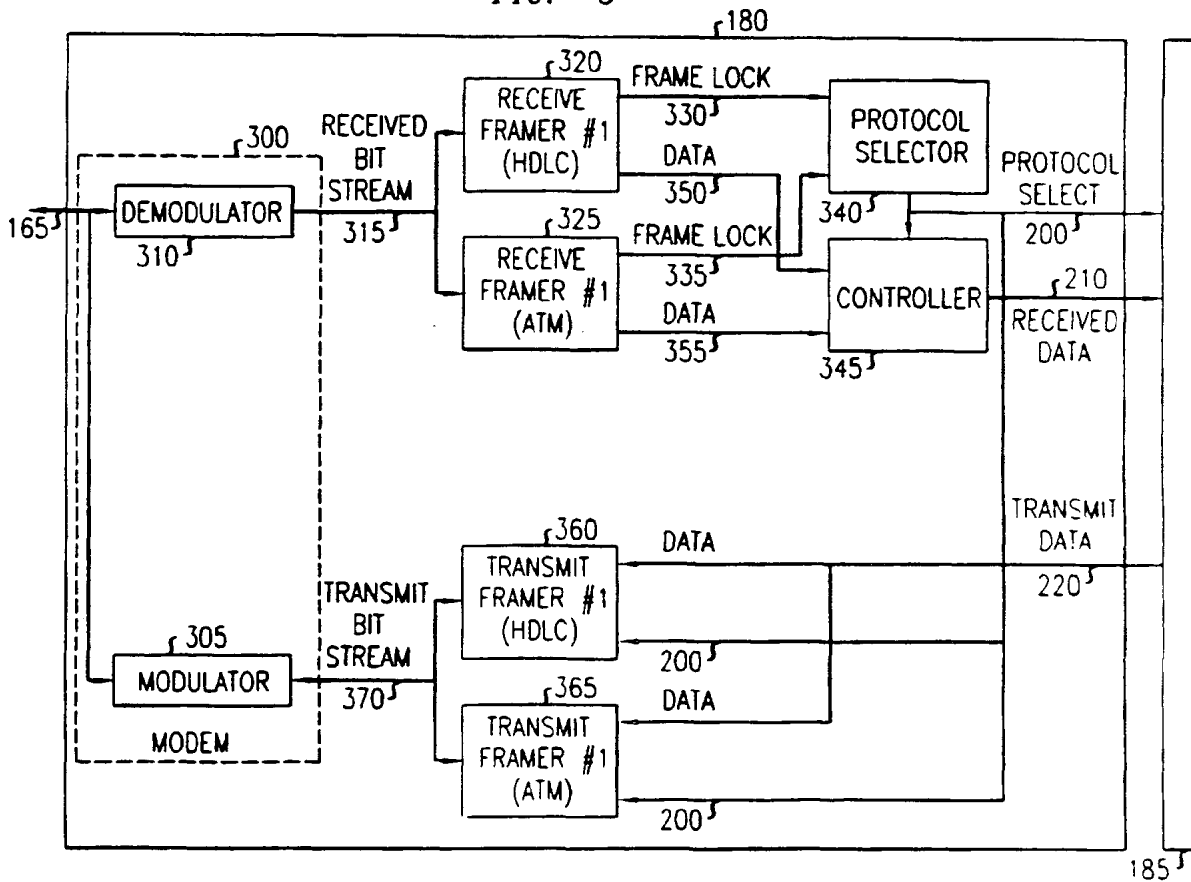 180
320
RECEIVE
FRAMER #1
(HDLC)
FRAME LOCK
330
DATA
350
PROTOCOL
SELECTOR
340
PROTOCOL
SELECT
200
300
RECEIVED
BIT
STREAM
315
165
DEMODULATOR
310
325
RECEIVE
FRAMER #1
(ATM)
FRAME LOCK
335
DATA
355
CONTROLLER
345
210
RECEIVED
DATA
TRANSMIT
DATA
220
360
TRANSMIT
FRAMER #1
(HDLC)
DATA
200
TRANSMIT
BIT
STREAM
370
305
MODULATOR
MODEM
365
TRANSMIT
FRAMER #1
(ATM)
DATA
200
185